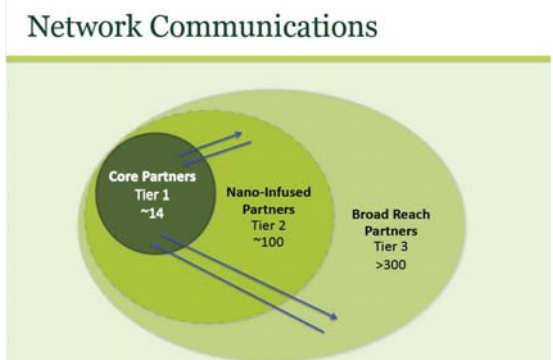 Network Communications
Core Partners
Tier 1
~14
Nano-Infused
Partners
Tier 2
~100
Broad Reach
Partners
Tier 3
>300